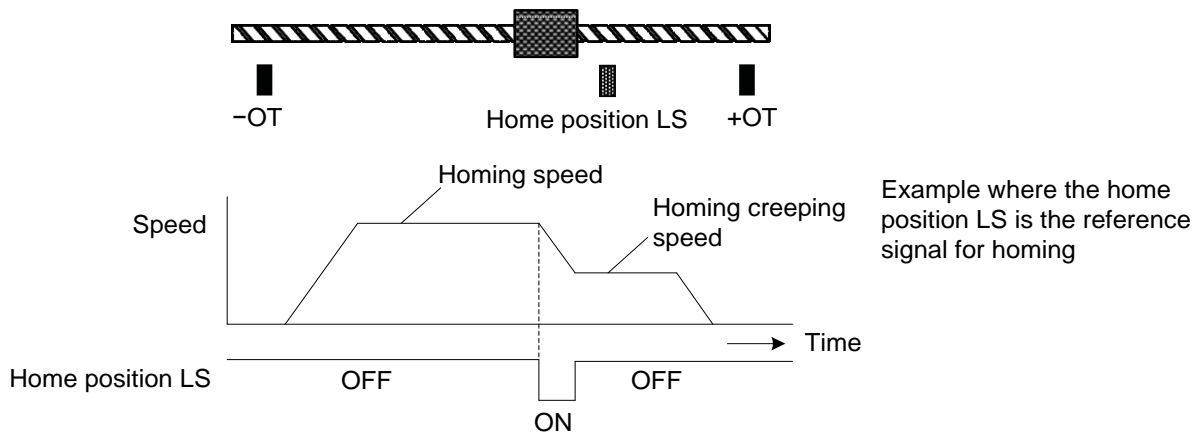 −OT
Home position LS
+OT
Homing speed
Speed
Homing creeping
speed
Example where the home
position LS is the reference
signal for homing
Time
Home position LS
OFF
OFF
ON